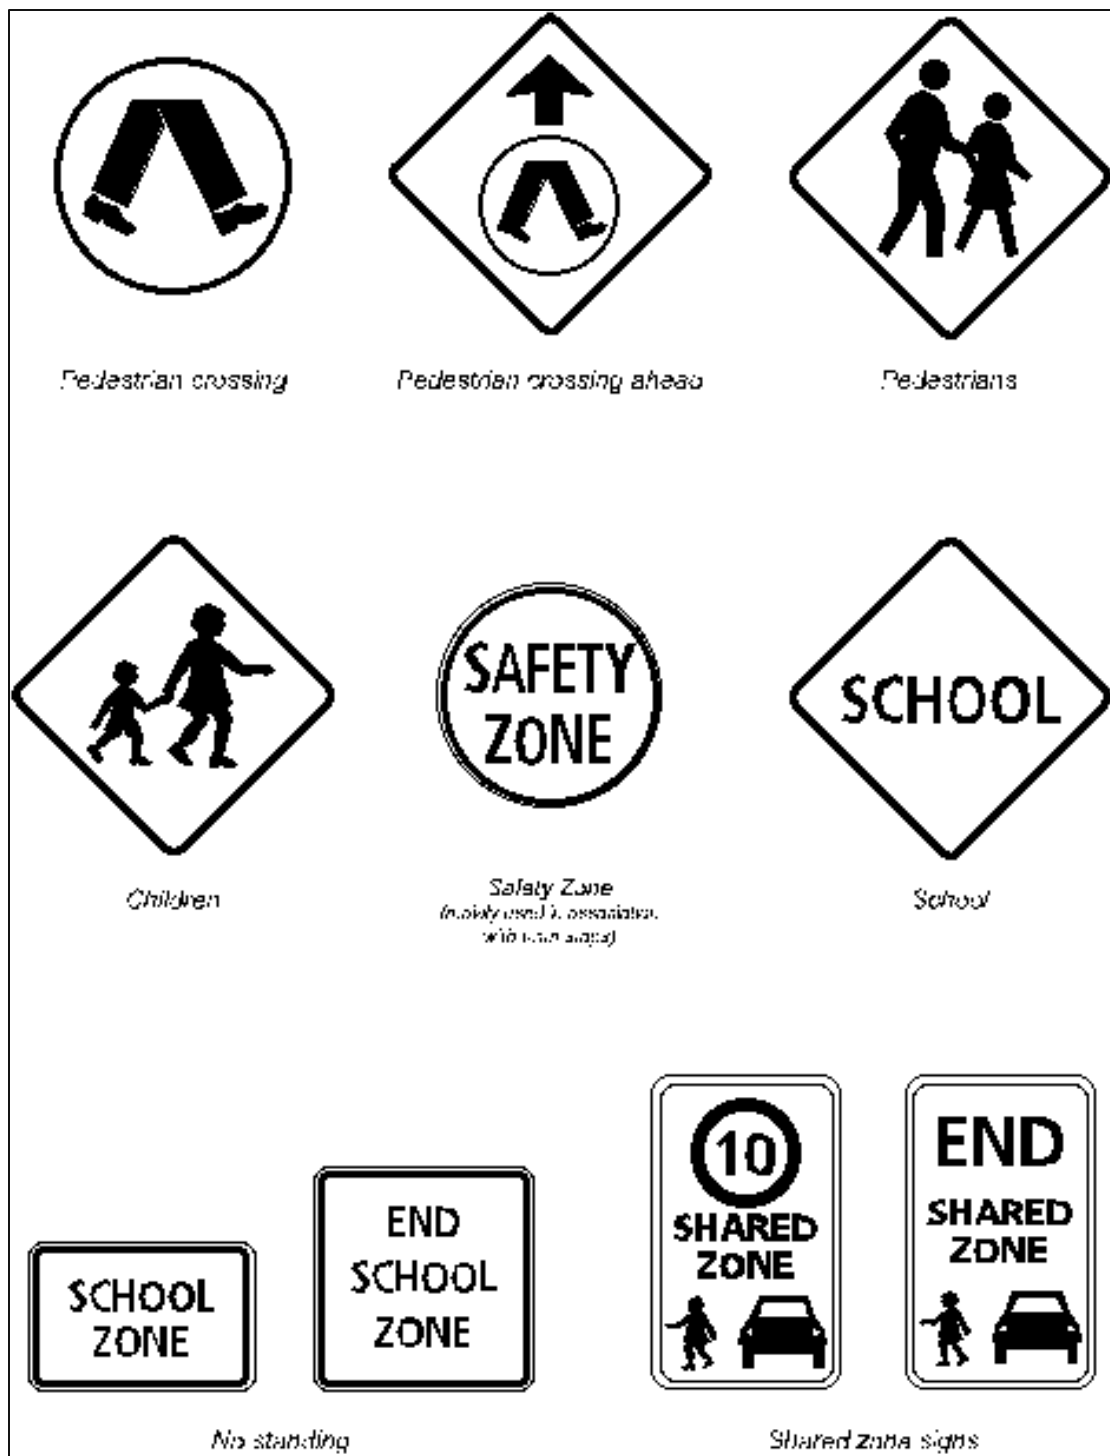 Pedestrian crossing
Pedestrian crossing ahead
Pedestrians
SAFETY
ZONE
SCHOOL
Children
Safety Zone
with
School
SCHOOL
ZONE
END
SCHOOL
ZONE
10
SHARED
ZONE
END
SHARED
ZONE
No standing
Shared zone signs